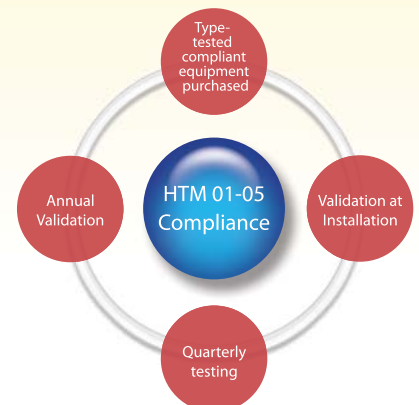 Type-
tested
compliant
equipment
purchased
HTM 01-05
Compliance
Annual
Validation
Validation at
Installation
Quarterly
testing